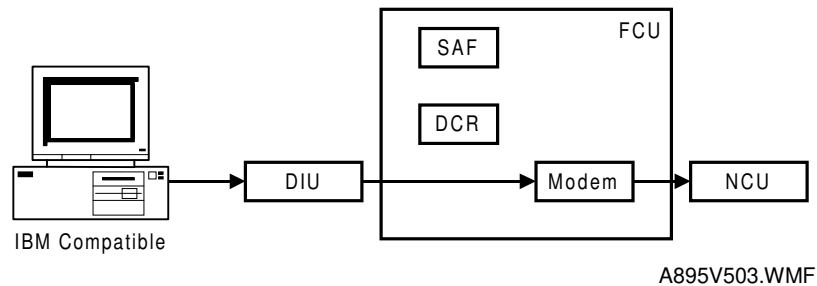 FCU
SAF
DCR
DIU
Modem
NCU
IBM Compatible
A895V503.WMF